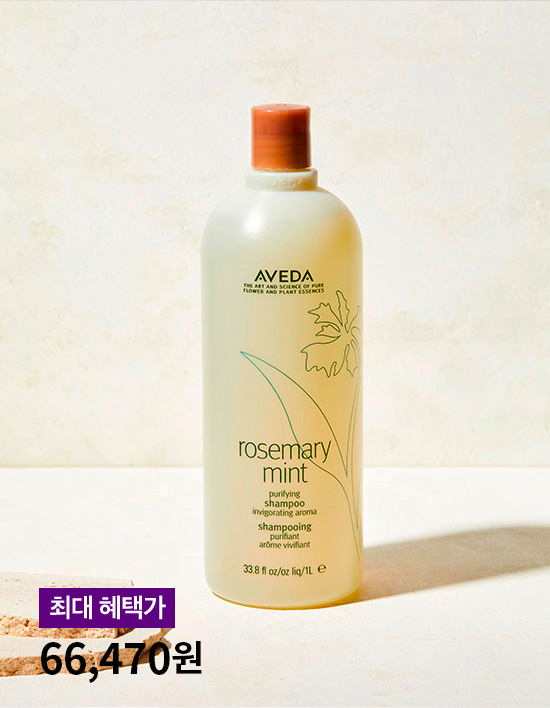 AVEDA
AVEDA
THE ART AND SCIENCE OF PURE
FLOWER AND PLANT ESSENCES
rosemary
mint
purifying
shampoo
invigorating aroma
shampooing
purifiant
arôme vivifiant
33.8 fl oz/oz liq/1L e
최대 혜택가
66,470원